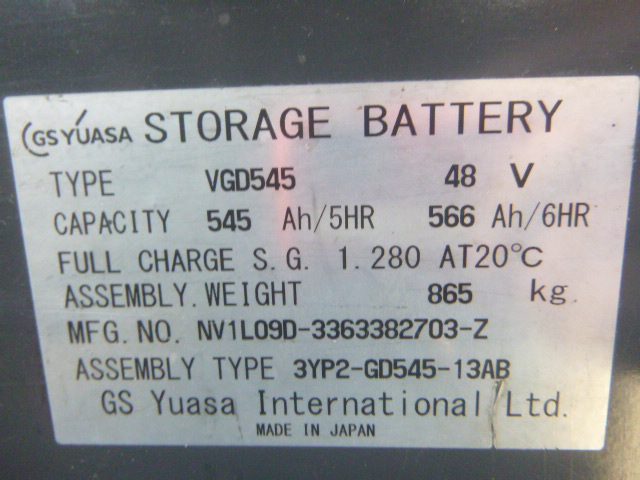 GS YUASA STORAGE BATTERY
TYPE VGD545 48 V
CAPACITY 545 Ah/5HR 566 Ah/6HR
FULL CHARGE S.G. 1.280 AT20℃
ASSEMBLY.WEIGHT 865 kg.
MFG.NO. NV1L09D-3363382703-Z
ASSEMBLY TYPE 3YP2-GD545-13AB
GS Yuasa International Ltd.
MADE IN JAPAN